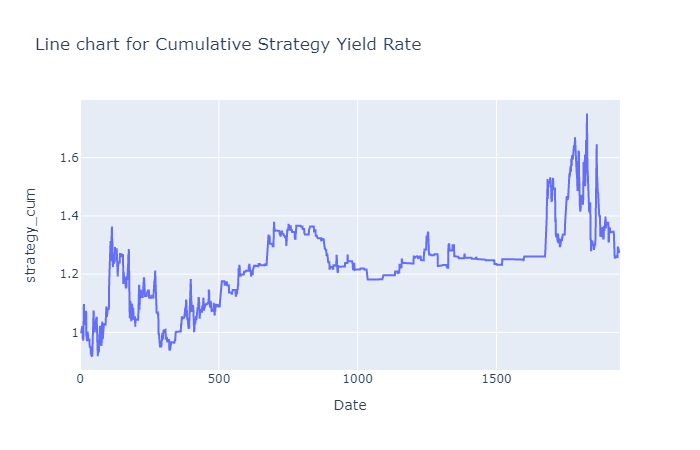 Line chart for Cumulative Strategy Yield Rate
strategy_cum
1.6
1.4
1.2
1
0 500 1000 1500
Date